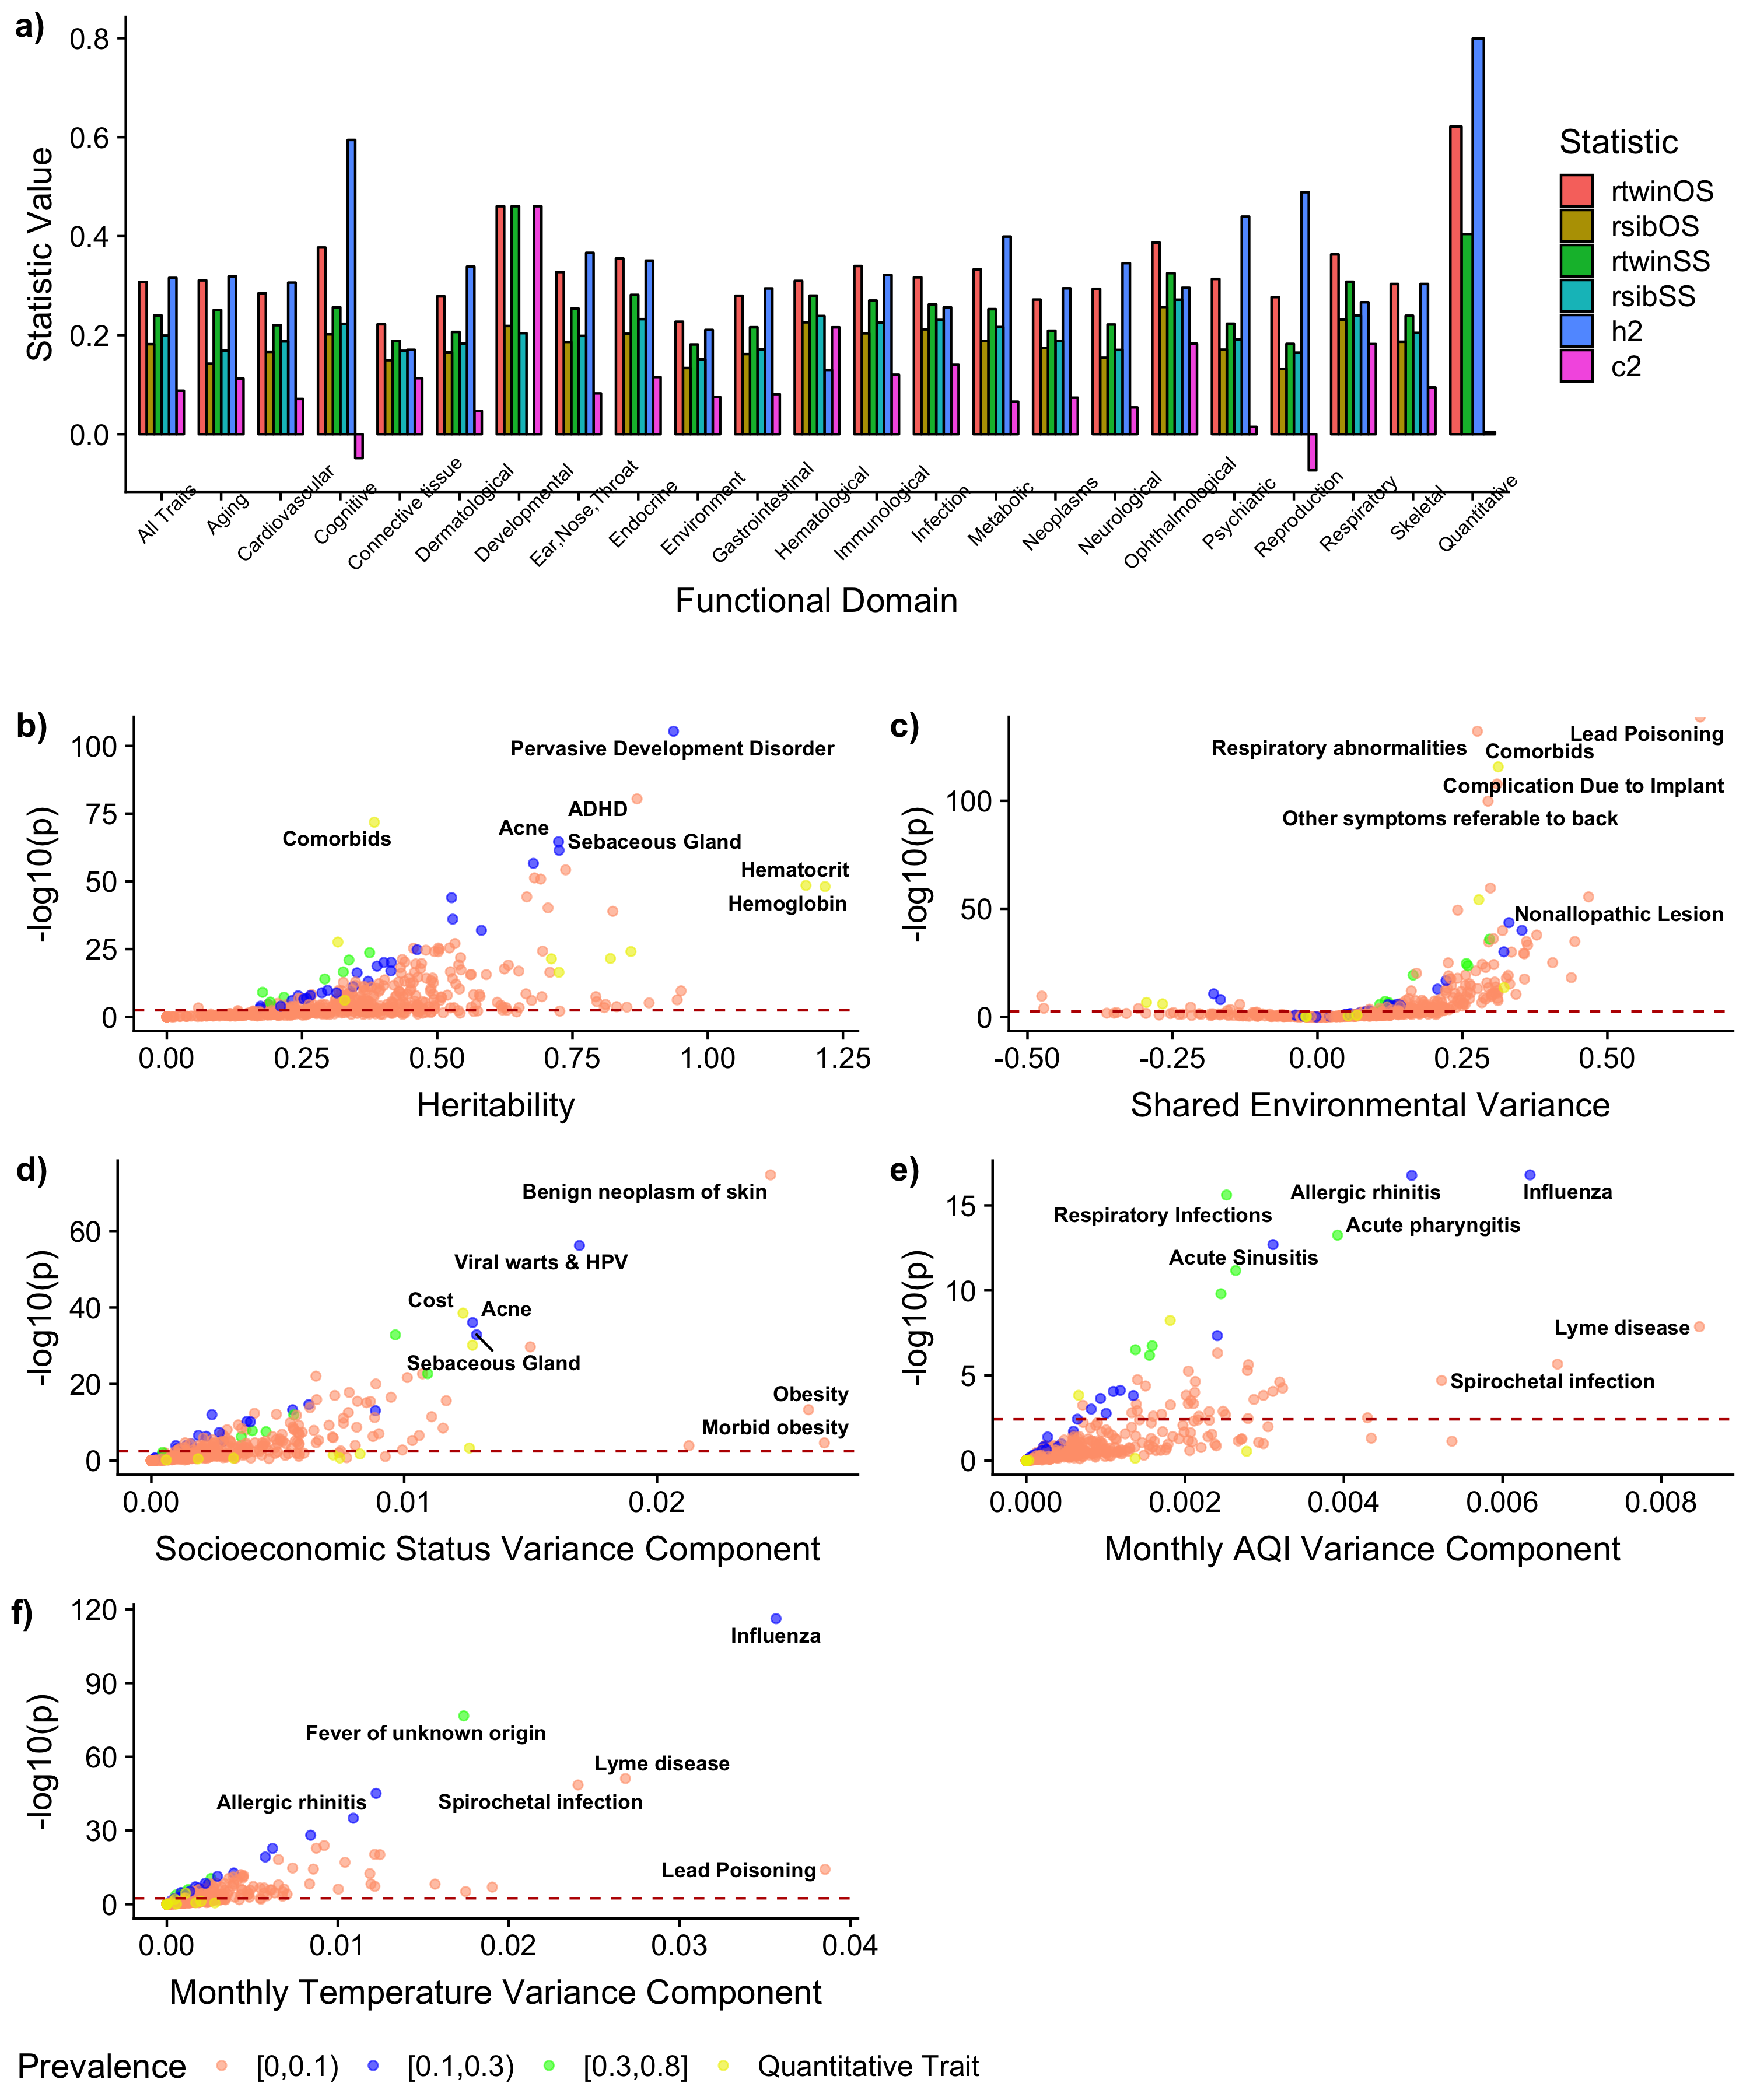 a)
0.8
0.6
0.4
0.2
0.0
Statistic Value
All Traits
Aging
Cardiovascular
Cognitive
Connective tissue
Dermatological
Developmental
Ear,Nose,Throat
Endocrine
Environment
Gastrointestinal
Hematological
Immunological
Infection
Metabolic
Neoplasms
Neurological
Ophthalmological
Psychiatric
Reproduction
Respiratory
Skeletal
Quantitative
Functional Domain
Statistic
rtwinOS
rsibOS
rtwinSS
rsibSS
h2
c2
b)
100
75
50
25
0
-log10(p)
Pervasive Development Disorder
ADHD
Acne
Comorbids
Sebaceous Gland
Hematocrit
Hemoglobin
0.00 0.25 0.50 0.75 1.00 1.25
Heritability
c)
100
50
0
-log10(p)
Lead Poisoning
Respiratory abnormalities
Comorbids
Complication Due to Implant
Other symptoms referable to back
Nonallopathic Lesion
-0.50 -0.25 0.00 0.25 0.50
Shared Environmental Variance
d)
60
40
20
0
-log10(p)
Benign neoplasm of skin
Viral warts & HPV
Cost
Acne
Sebaceous Gland
Obesity
Morbid obesity
0.00 0.01 0.02
Socioeconomic Status Variance Component
e)
15
10
5
0
-log10(p)
Allergic rhinitis
Influenza
Respiratory Infections
Acute pharyngitis
Acute Sinusitis
Lyme disease
Spirochetal infection
0.000 0.002 0.004 0.006 0.008
Monthly AQI Variance Component
f)
120
90
60
30
0
-log10(p)
Influenza
Fever of unknown origin
Lyme disease
Allergic rhinitis
Spirochetal infection
Lead Poisoning
0.00 0.01 0.02 0.03 0.04
Monthly Temperature Variance Component
Prevalence [0,0.1) [0.1,0.3) [0.3,0.8] Quantitative Trait